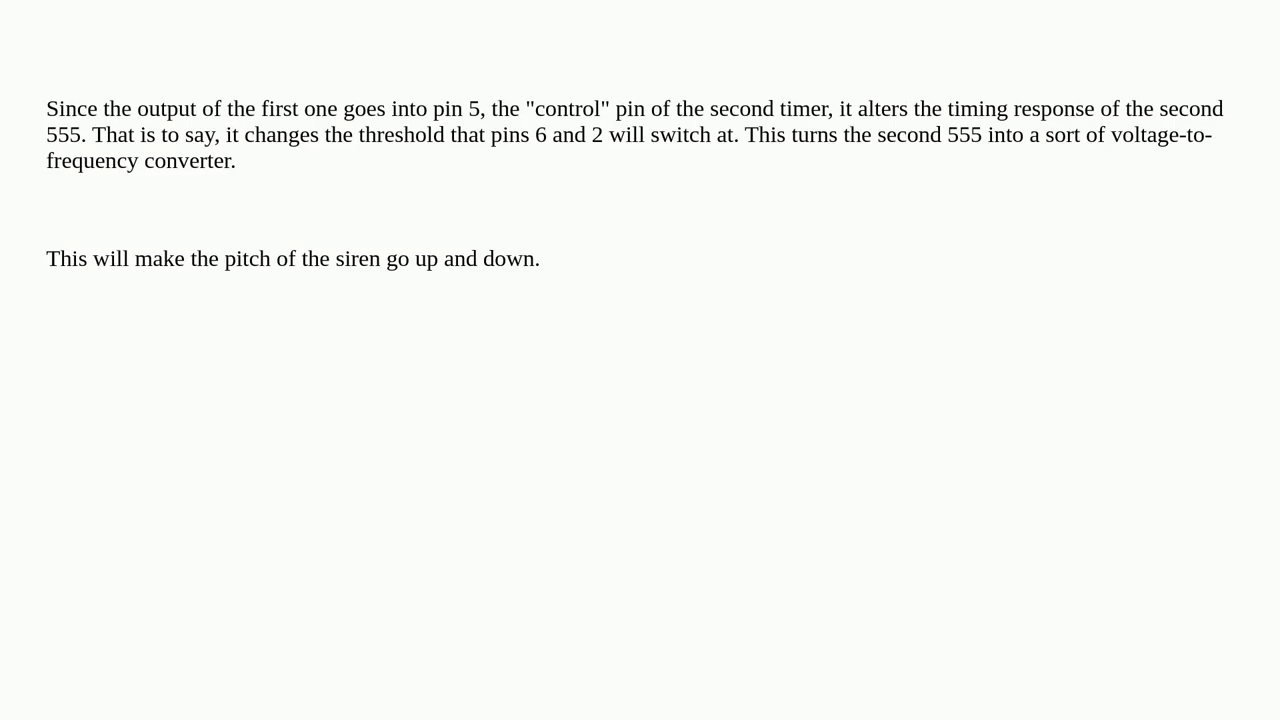 Since the output of the first one goes into pin 5, the "control" pin of the second timer, it alters the timing response of the second
555. That is to say, it changes the threshold that pins 6 and 2 will switch at. This turns the second 555 into a sort of voltage-to-
frequency converter.
This will make the pitch of the siren go up and down.